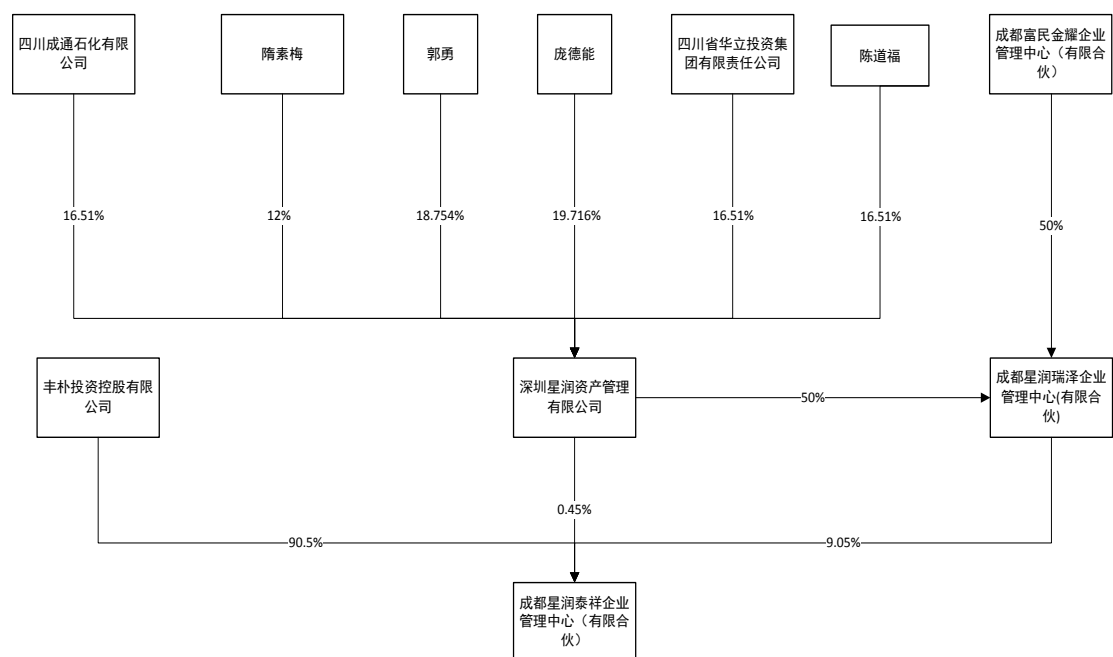 四川成通石化有限
公司
隋素梅
郭勇
庞德能
四川省华立投资集
团有限责任公司
陈道福
成都富民金耀企业
管理中心（有限合
伙）
16.51%
12%
18.754%
19.716%
16.51%
16.51%
50%
丰朴投资控股有限
公司
深圳星润资产管理
有限公司
50%
成都星润瑞泽企业
管理中心(有限合
伙)
0.45%
90.5%
9.05%
成都星润泰祥企业
管理中心（有限合
伙）